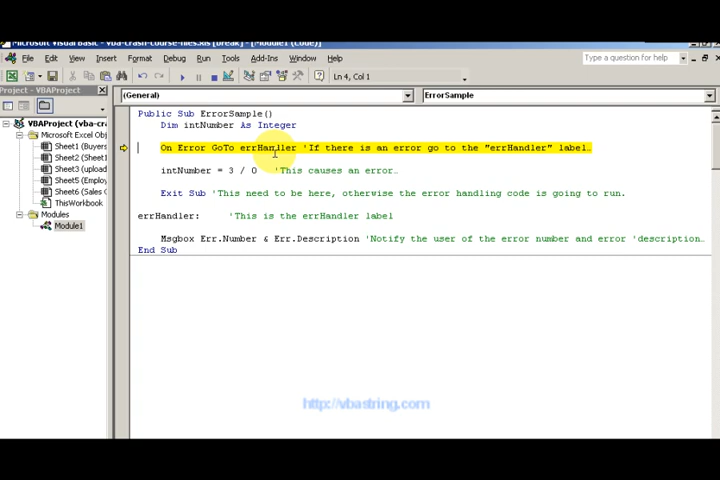 Microsoft Visual Basic - vba-crash-course-files.xls [break] - [Module1 (Code)]
File Edit View Insert Format Debug Run Tools Add-Ins Window Help Type a question for help
Ln 4, Col 1
Project - VBAProject
(General) ErrorSample
VBAProject (vba-crash
Microsoft Excel Obj
Sheet1 (Buyers
Sheet2 (Sheet1
Sheet3 (upload
Sheet5 (Employ
Sheet6 (Sales C
ThisWorkbook
Modules
Module1
Public Sub ErrorSample()
Dim intNumber As Integer
On Error GoTo errHandler 'If there is an error go to the "errHandler" label…
intNumber = 3 / 0 'This causes an error…
Exit Sub 'This need to be here, otherwise the error handling code is going to run.
errHandler: 'This is the errHandler label
Msgbox Err.Number & Err.Description 'Notify the user of the error number and error 'description…
End Sub
http://vbastring.com